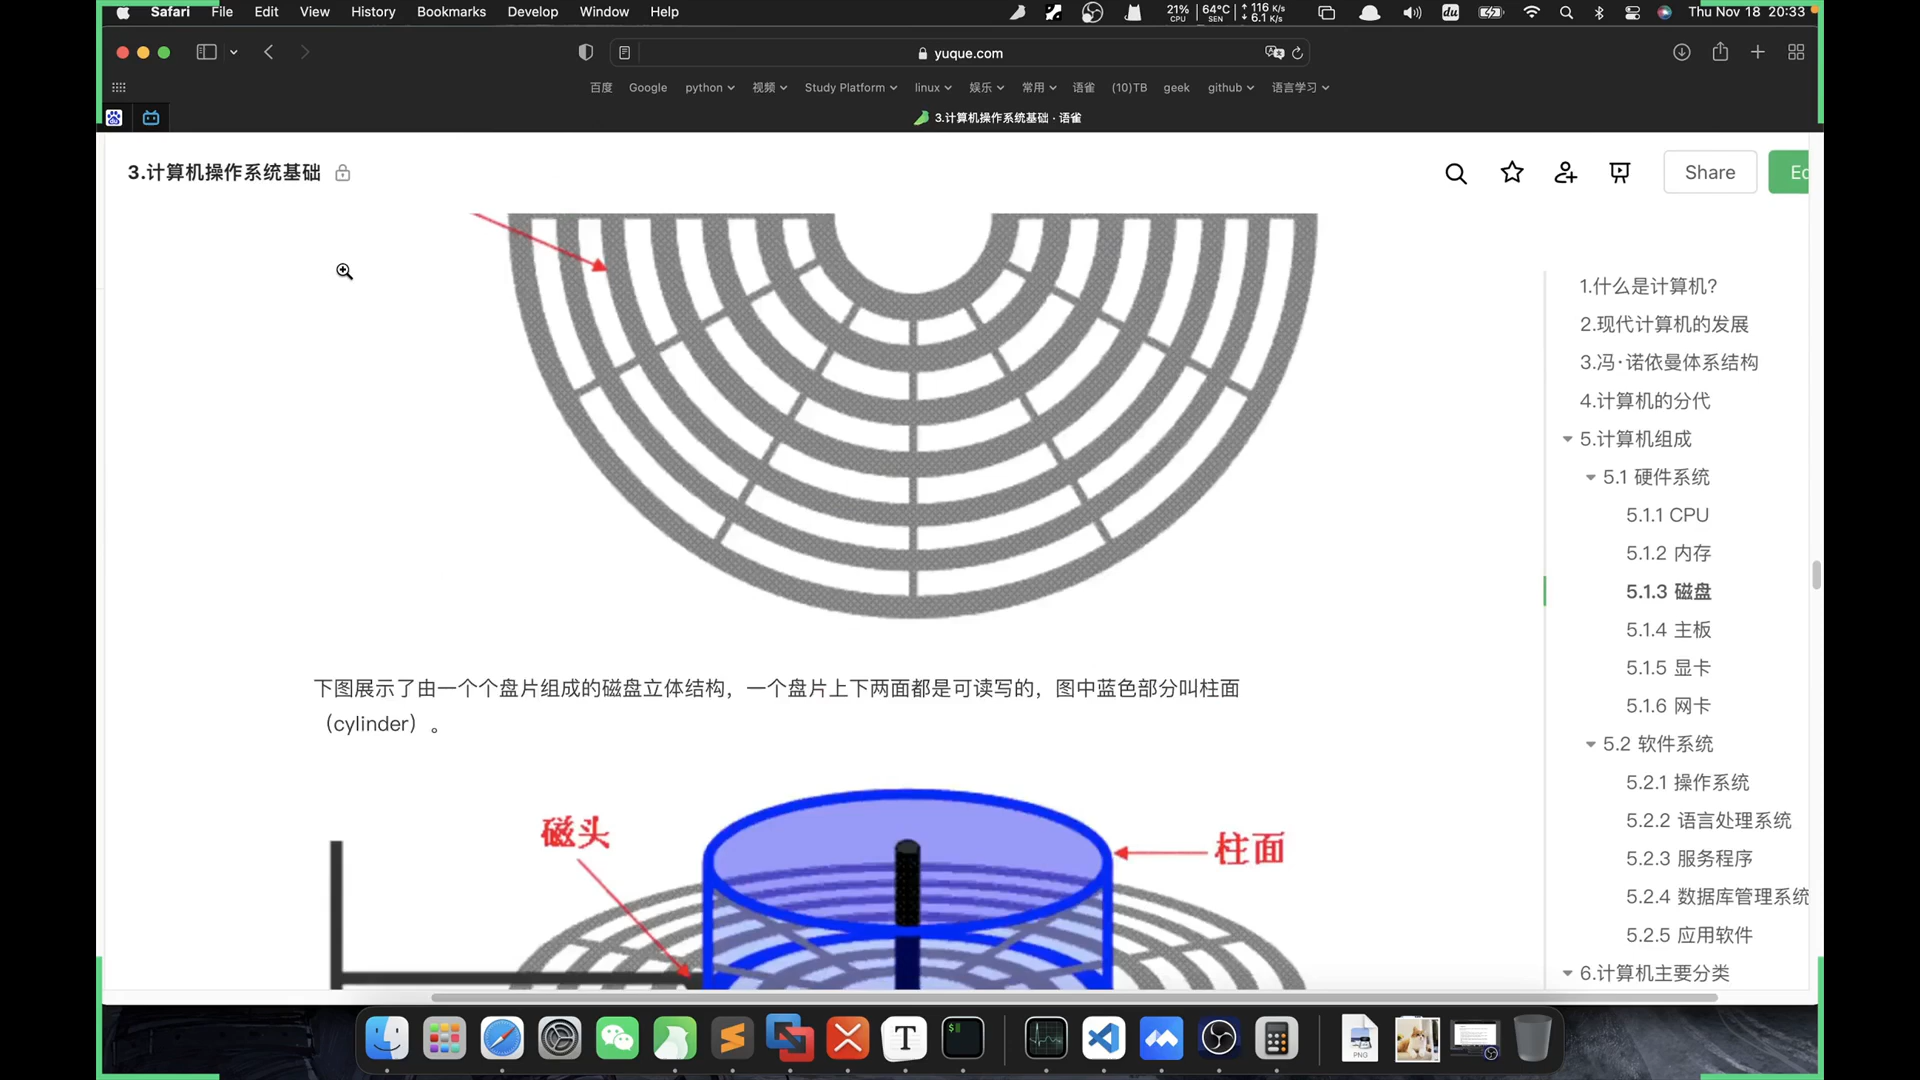 Safari File Edit View History Bookmarks Develop Window Help 21% CPU 64°C SEN 116 K/s 6.1 K/s du Thu Nov 18 20:33
yuque.com
百度 Google python 视频 Study Platform linux 娱乐 常用 语雀 (10)TB geek github 语言学习
3.计算机操作系统基础 · 语雀
3.计算机操作系统基础
Share
Ec
下图展示了由一个个盘片组成的磁盘立体结构，一个盘片上下两面都是可读写的，图中蓝色部分叫柱面
（cylinder）。
磁头
柱面
1.什么是计算机?
2.现代计算机的发展
3.冯·诺依曼体系结构
4.计算机的分代
5.计算机组成
5.1 硬件系统
5.1.1 CPU
5.1.2 内存
5.1.3 磁盘
5.1.4 主板
5.1.5 显卡
5.1.6 网卡
5.2 软件系统
5.2.1 操作系统
5.2.2 语言处理系统
5.2.3 服务程序
5.2.4 数据库管理系统
5.2.5 应用软件
6.计算机主要分类
T
$
PNG